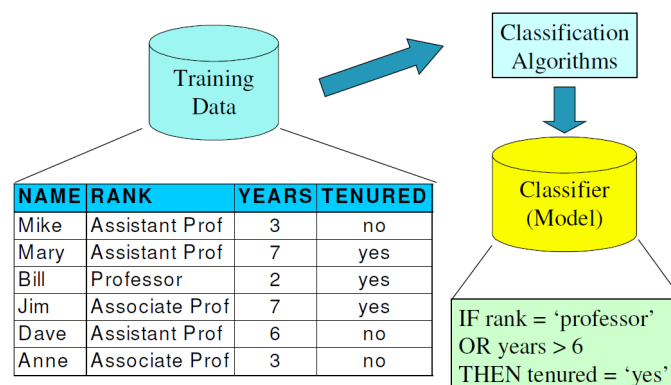 Training
Data
Classification
Algorithms
Classifier
(Model)
NAME RANK YEARS TENURED
Mike Assistant Prof 3 no
Mary Assistant Prof 7 yes
Bill Professor 2 yes
Jim Associate Prof 7 yes
Dave Assistant Prof 6 no
Anne Associate Prof 3 no
IF rank = ‘professor’
OR years > 6
THEN tenured = ‘yes’